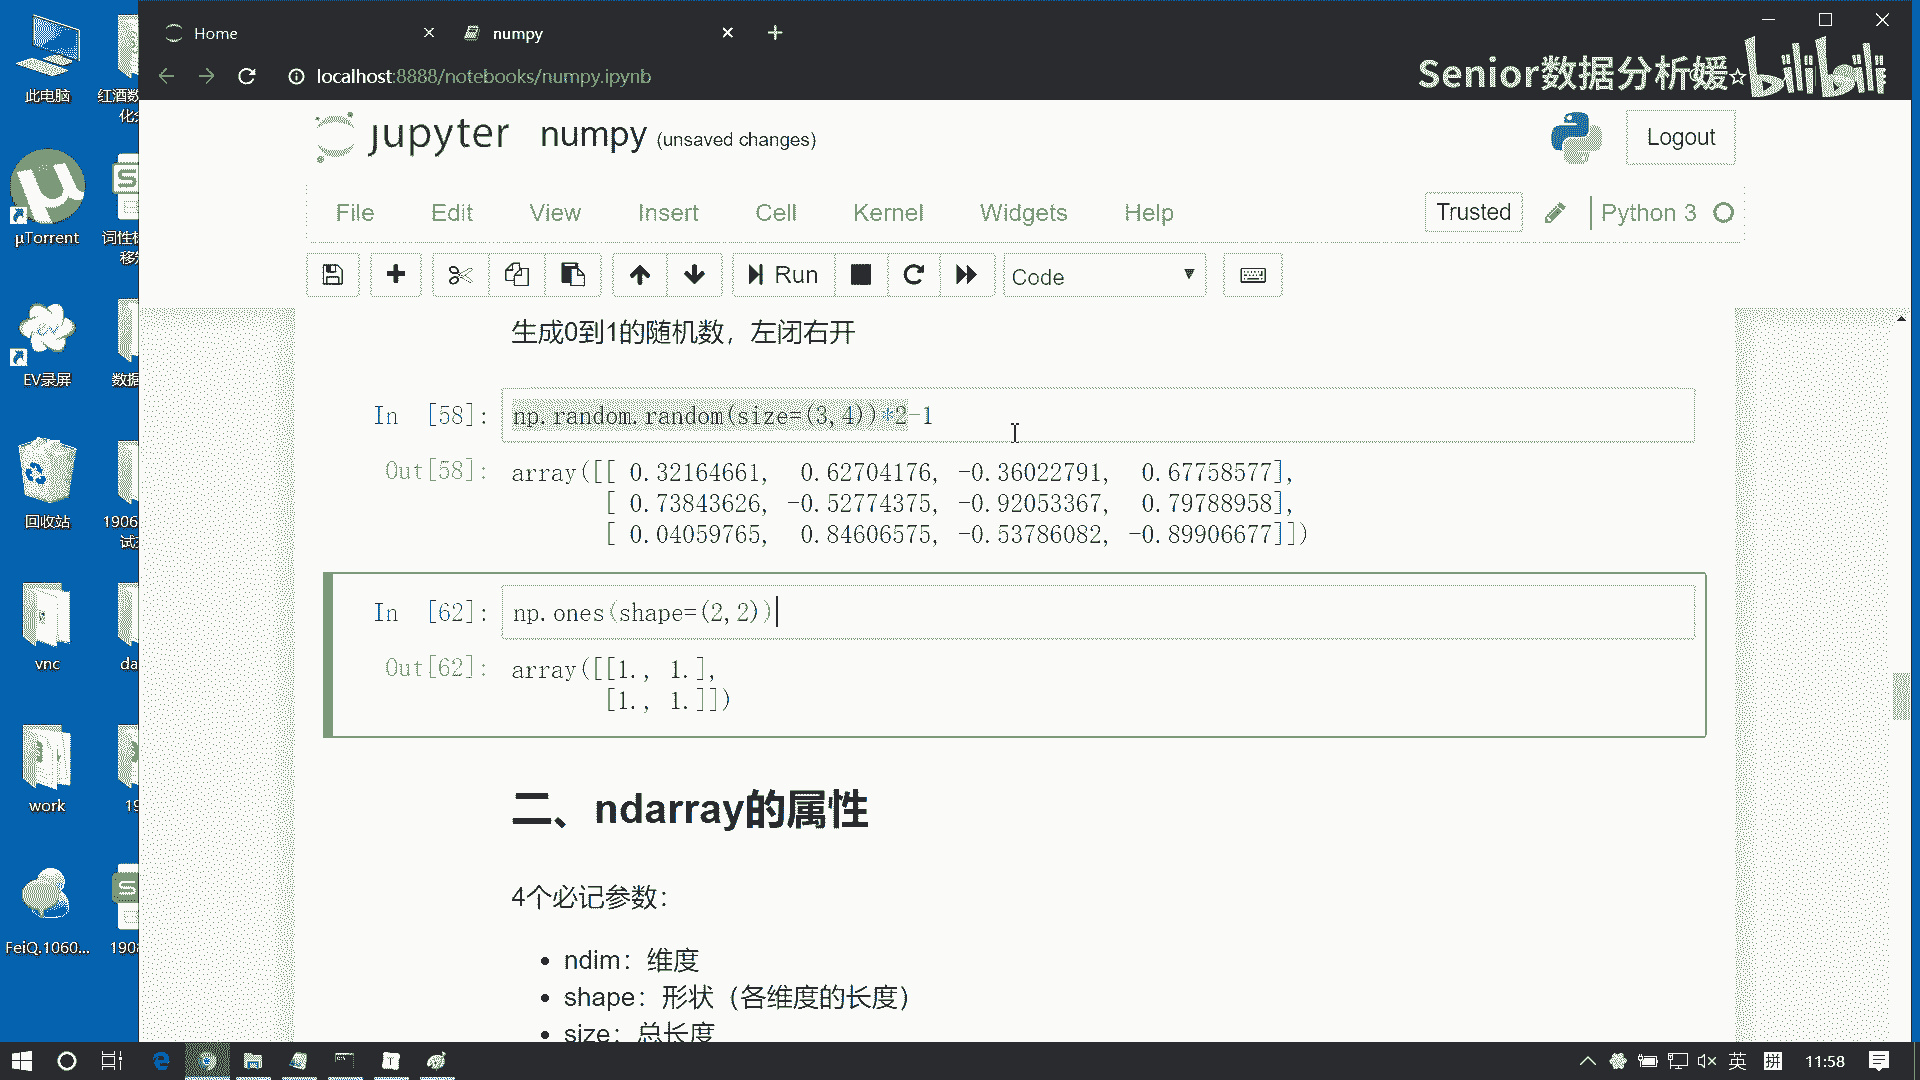 Home
numpy
localhost:8888/notebooks/numpy.ipynb
Senior数据分析媛
bilibili
jupyter numpy (unsaved changes)
Logout
File Edit View Insert Cell Kernel Widgets Help
Trusted
Python 3
Run
Code
生成0到1的随机数，左闭右开
In [58]: np.random.random(size=(3,4))*2-1
Out[58]: array([[ 0.32164661,  0.62704176, -0.36022791,  0.67758577],
[ 0.73843626, -0.52774375, -0.92053367,  0.79788958],
[ 0.04059765,  0.84606575, -0.53786082, -0.89906677]])
In [62]: np.ones(shape=(2,2))
Out[62]: array([[1., 1.],
[1., 1.]])
二、ndarray的属性
4个必记参数：
ndim：维度
shape：形状（各维度的长度）
size：总长度
此电脑
红酒数
μTorrent
词性标
EV录屏
数据
回收站
1906
vnc
da
work
19
FeiQ.1060...
1908
英
拼
11:58